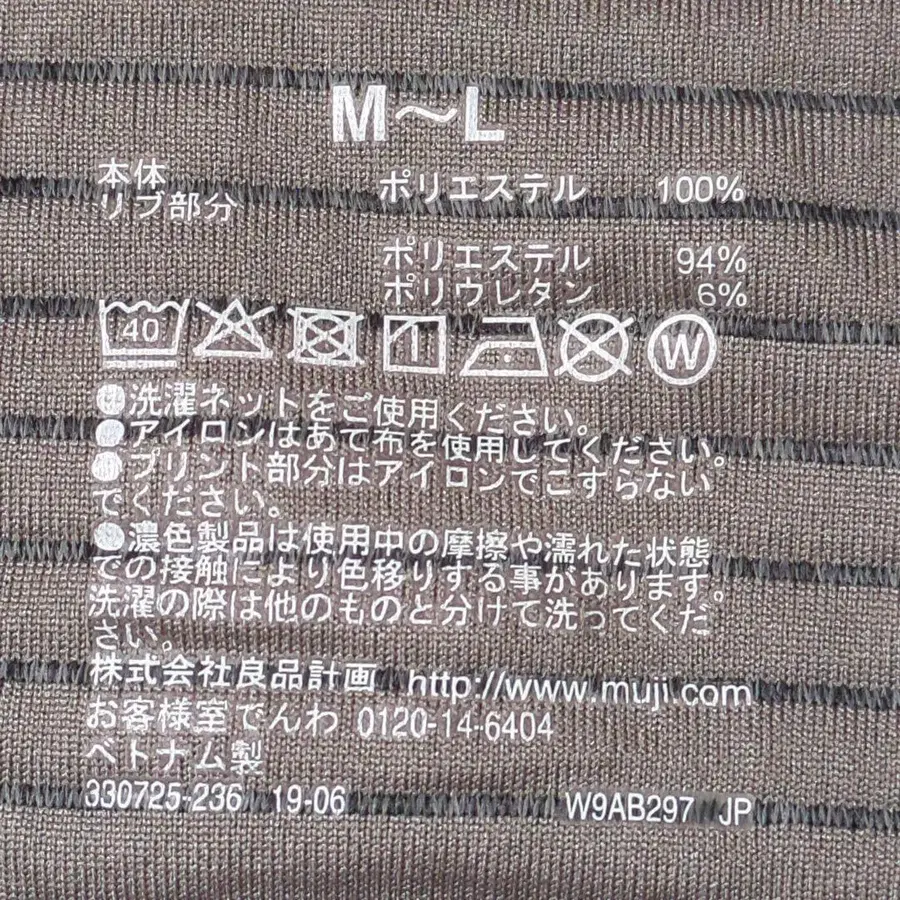 M〜L
本体 ポリエステル 100%
リブ部分
ポリエステル 94%
ポリウレタン 6%
40 W
●洗濯ネットをご使用ください。
●アイロンはあて布を使用してください。
●プリント部分はアイロンでこすらない
でください。
●濃色製品は使用中の摩擦や濡れた状態
での接触により色移りする事があります。
洗濯の際は他のものと分けて洗ってくだ
さい。
株式会社良品計画 http://www.muji.com
お客様室でんわ 0120-14-6404
ベトナム製
330725-236 19-06 W9AB297 JP